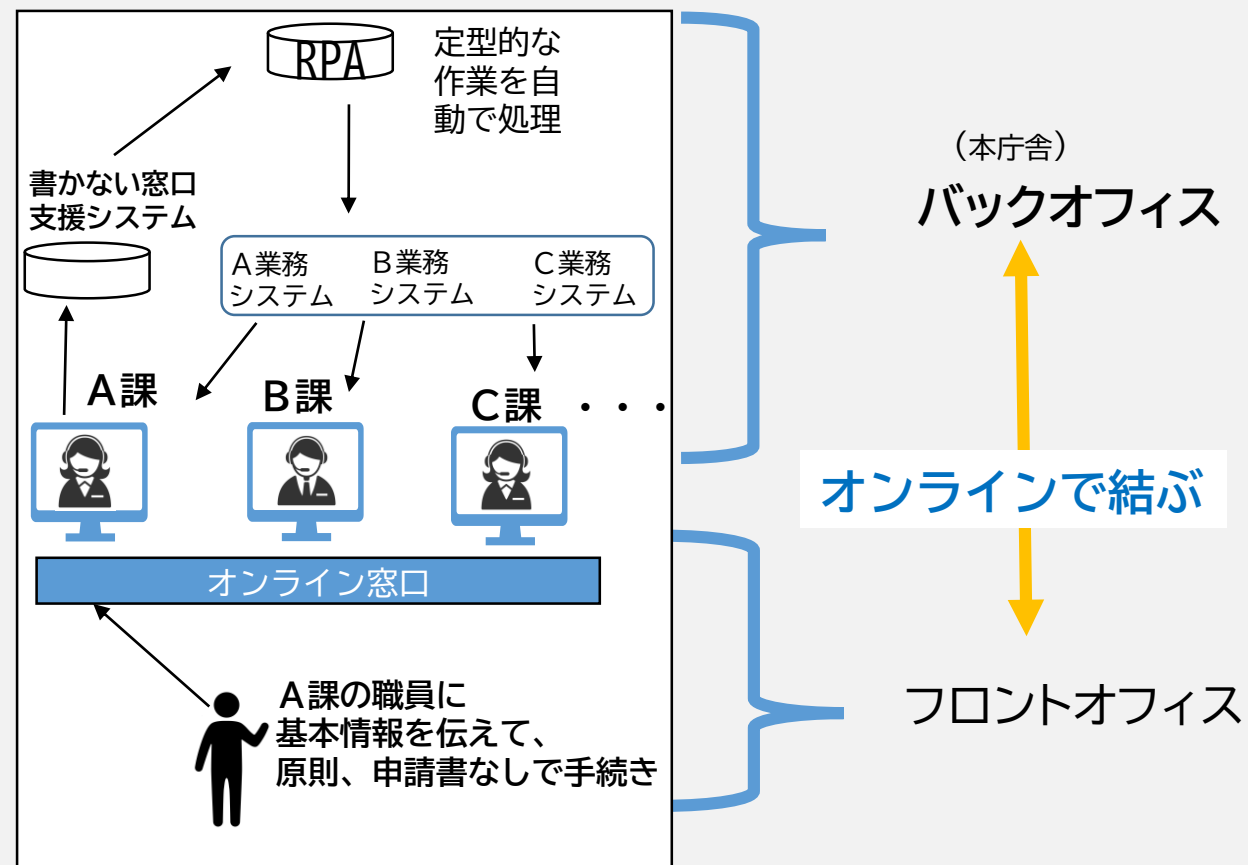 RPA
定型的な
作業を自
動で処理
書かない窓口
支援システム
Ａ業務
システム
Ｂ業務
システム
Ｃ業務
システム
Ａ課
Ｂ課
Ｃ課 ・・・
オンライン窓口
Ａ課の職員に
基本情報を伝えて、
原則、申請書なしで手続き
（本庁舎）
バックオフィス
オンラインで結ぶ
フロントオフィス